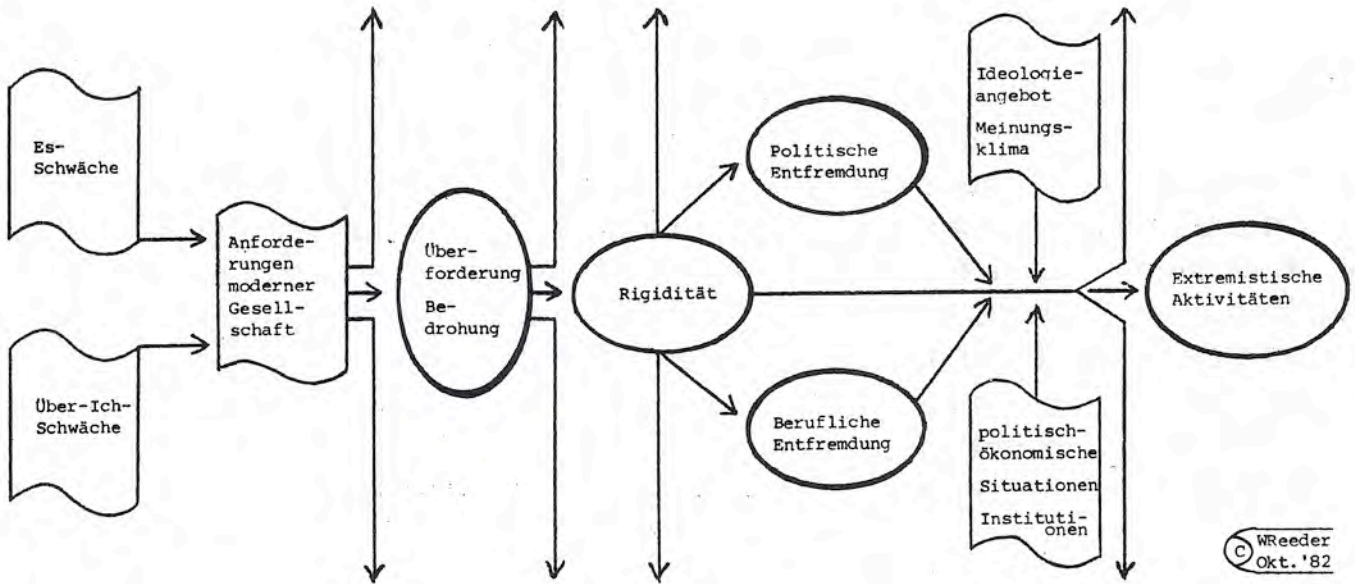 Es-
Schwäche
Über-Ich-
Schwäche
Anforde-
rungen
moderner
Gesell-
schaft
Über-
forderung
Be-
drohung
Rigidität
Politische
Entfremdung
Berufliche
Entfremdung
Ideologie-
angebot
Meinungs-
klima
politisch-
ökonomische
Situationen
Instituti-
onen
Extremistische
Aktivitäten
© WReeder
Okt.'82